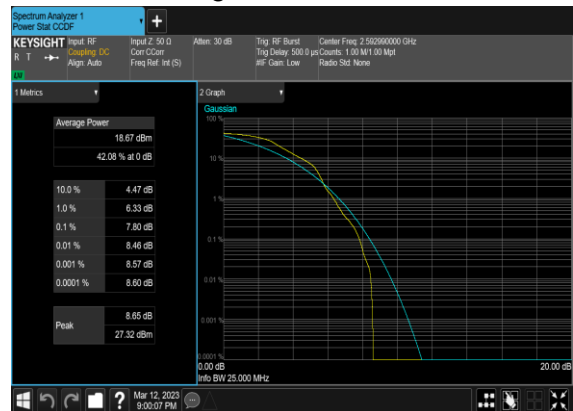 Spectrum Analyzer 1
Power Stat CCDF
+
KEYSIGHT Input: RF Input Z: 50 Ω Atten: 30 dB Trig: RF Burst Center Freq: 2.592990000 GHz
R T Coupling: DC Corr CCorr Trig Delay: 500.0 µs Counts: 1.00 M/1.00 Mpt
Align: Auto Freq Ref: Int (S) #IF Gain: Low Radio Std: None
LW
1 Metrics
2 Graph
Gaussian
Average Power
18.67 dBm
42.08 % at 0 dB
10.0 % 4.47 dB
1.0 % 6.33 dB
0.1 % 7.80 dB
0.01 % 8.46 dB
0.001 % 8.57 dB
0.0001 % 8.60 dB
Peak 8.65 dB
27.32 dBm
100 %
10 %
1 %
0.1 %
0.01 %
0.001 %
0.0001 %
0.00 dB 20.00 dB
Info BW 25.000 MHz
? Mar 12, 2023
9:00:07 PM